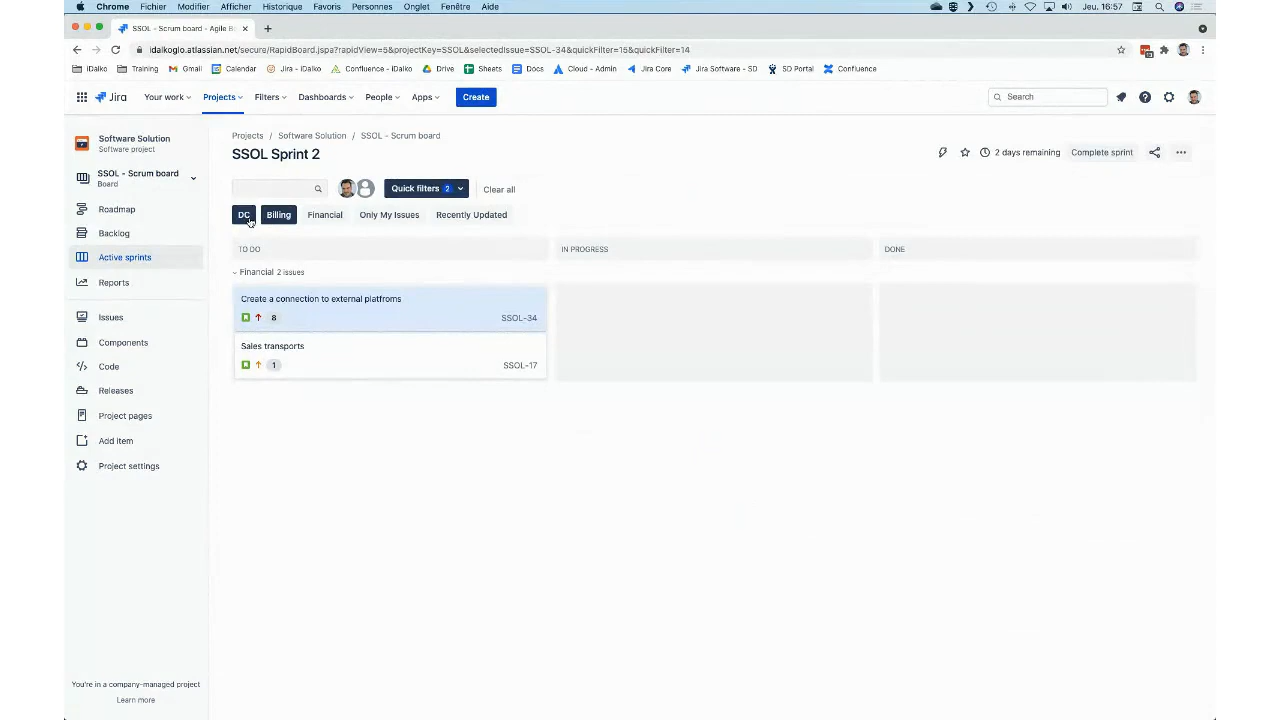 Chrome Fichier Modifier Afficher Historique Favoris Personnes Onglet Fenêtre Aide Jeu. 16:57
SSOL - Scrum board - Agile B
idalkoglo.atlassian.net/secure/RapidBoard.jspa?rapidView=5&projectKey=SSOL&selectedIssue=SSOL-34&quickFilter=15&quickFilter=14
iDalko Training Gmail Calendar Jira - iDalko Confluence - iDalko Drive Sheets Docs Cloud - Admin Jira Core Jira Software - SD SD Portal Confluence
Jira Your work Projects Filters Dashboards People Apps Create Search
Software Solution
Software project
SSOL - Scrum board
Board
Roadmap
Backlog
Active sprints
Reports
Issues
Components
Code
Releases
Project pages
Add item
Project settings
You're in a company-managed project
Learn more
Projects / Software Solution / SSOL - Scrum board
SSOL Sprint 2
2 days remaining Complete sprint
Quick filters 2 Clear all
DC Billing Financial Only My Issues Recently Updated
TO DO IN PROGRESS DONE
Financial 2 issues
Create a connection to external platfroms
8 SSOL-34
Sales transports
1 SSOL-17